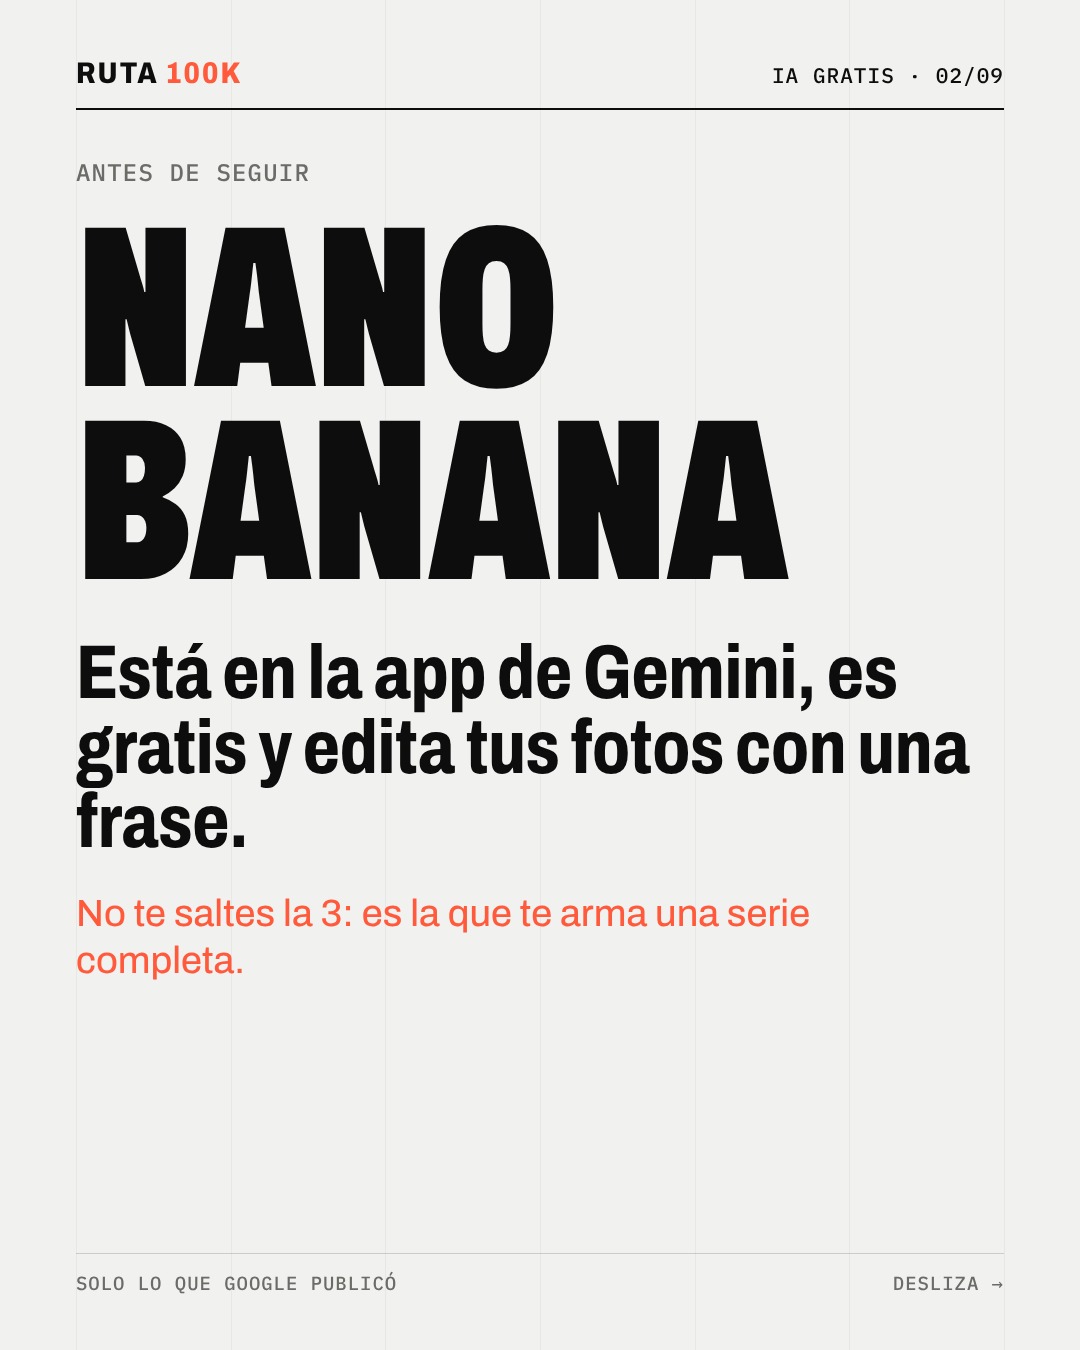 RUTA 100K
IA GRATIS · 02/09
ANTES DE SEGUIR
NANO
BANANA
Está en la app de Gemini, es
gratis y edita tus fotos con una
frase.
No te saltes la 3: es la que te arma una serie
completa.
SOLO LO QUE GOOGLE PUBLICÓ
DESLIZA →